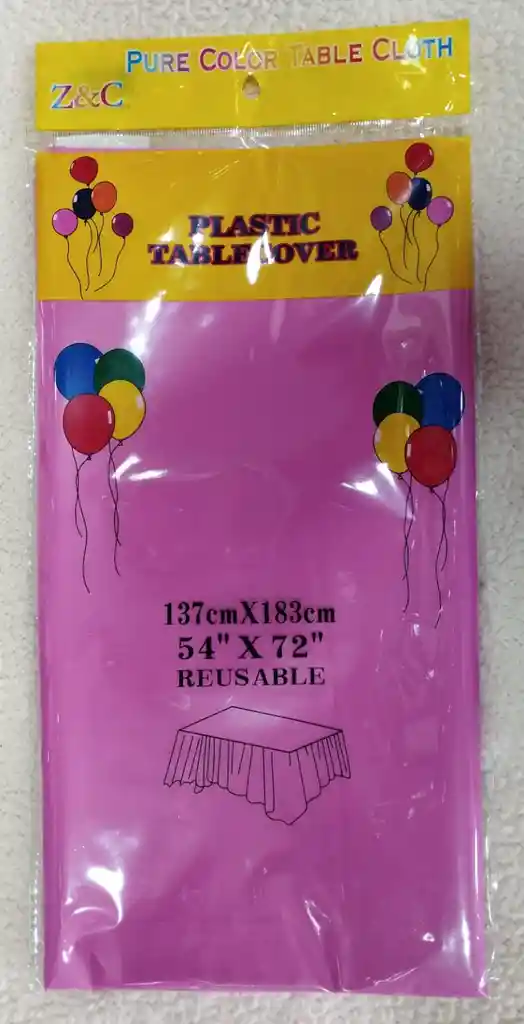 PURE COLOR TABLE CLOTH
Z&C
PLASTIC
TABLE COVER
137cmX183cm
54" X 72"
REUSABLE